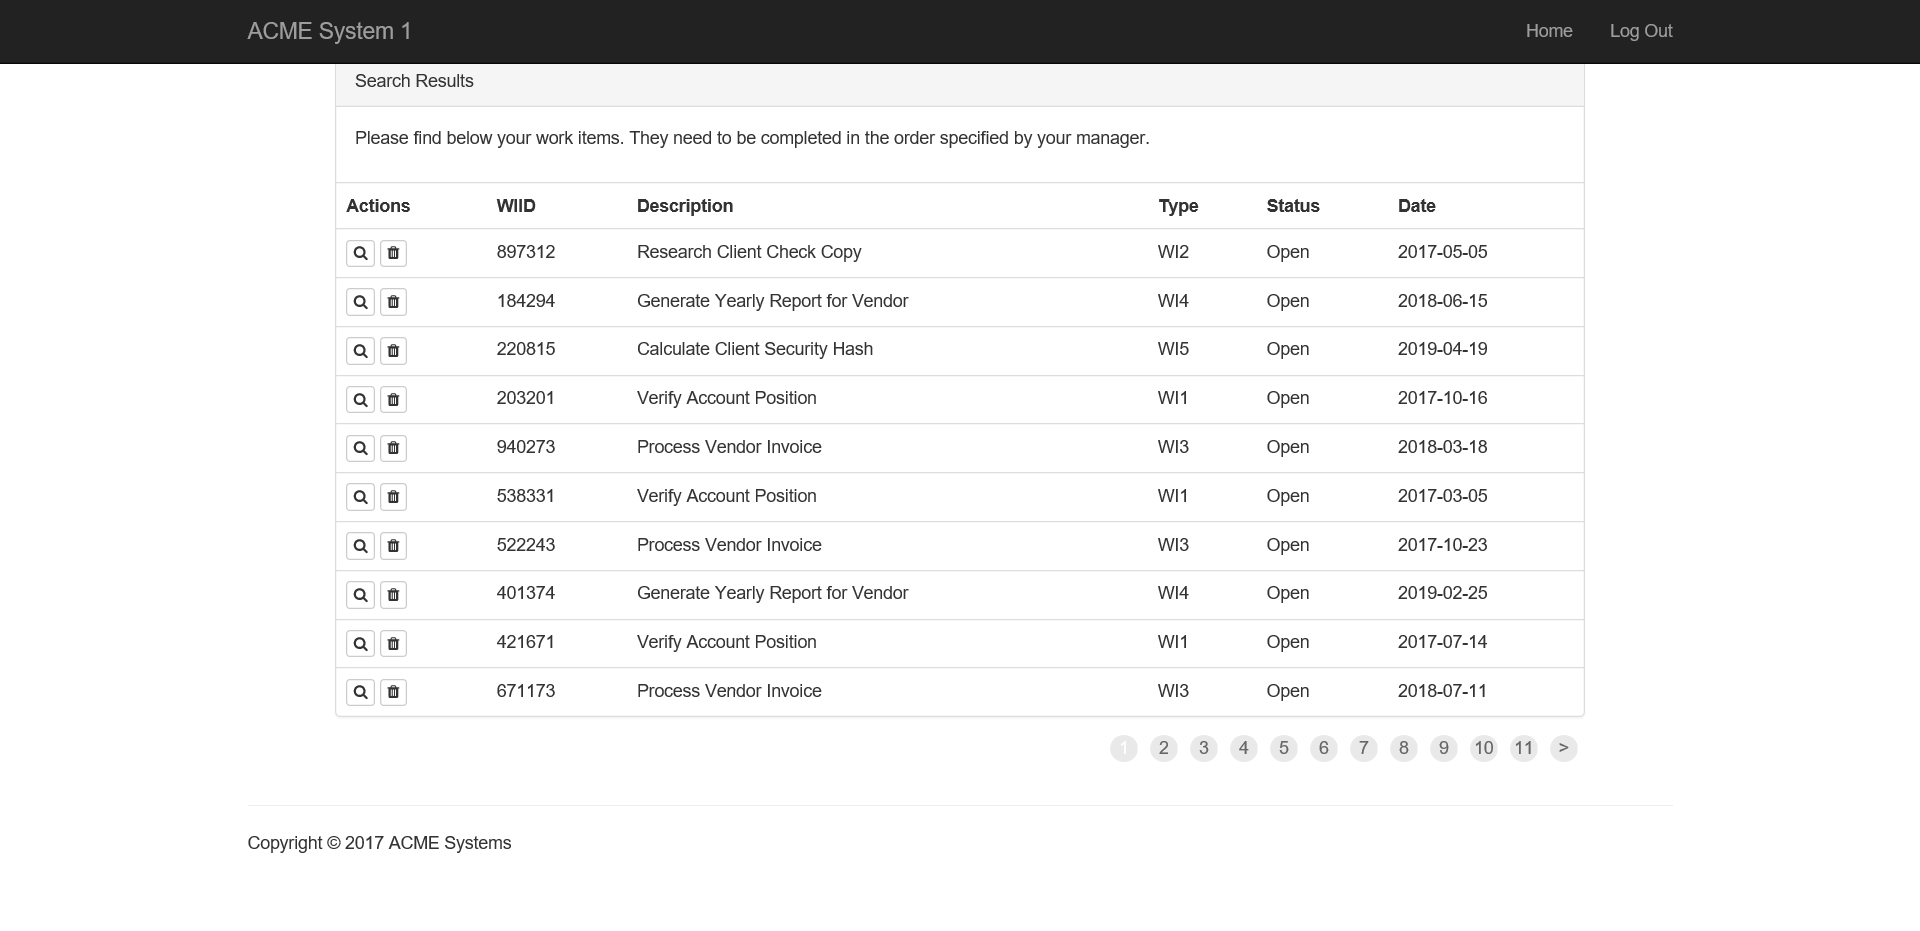 ACME System 1 Home Log Out
Search Results
Please find below your work items. They need to be completed in the order specified by your manager.
Actions WIID Description Type Status Date
897312 Research Client Check Copy WI2 Open 2017-05-05
184294 Generate Yearly Report for Vendor WI4 Open 2018-06-15
220815 Calculate Client Security Hash WI5 Open 2019-04-19
203201 Verify Account Position WI1 Open 2017-10-16
940273 Process Vendor Invoice WI3 Open 2018-03-18
538331 Verify Account Position WI1 Open 2017-03-05
522243 Process Vendor Invoice WI3 Open 2017-10-23
401374 Generate Yearly Report for Vendor WI4 Open 2019-02-25
421671 Verify Account Position WI1 Open 2017-07-14
671173 Process Vendor Invoice WI3 Open 2018-07-11
1 2 3 4 5 6 7 8 9 10 11 >
Copyright © 2017 ACME Systems